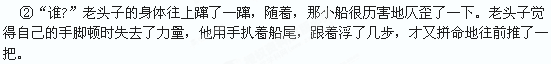 ②“谁?”老头子的身体往上蹿了一蹿，随着，那小船很历害地仄歪了一下。老头子觉
得自己的手脚顿时失去了力量，他用手扒着船尾，跟着浮了几步，才又拼命地往前推了一
把。